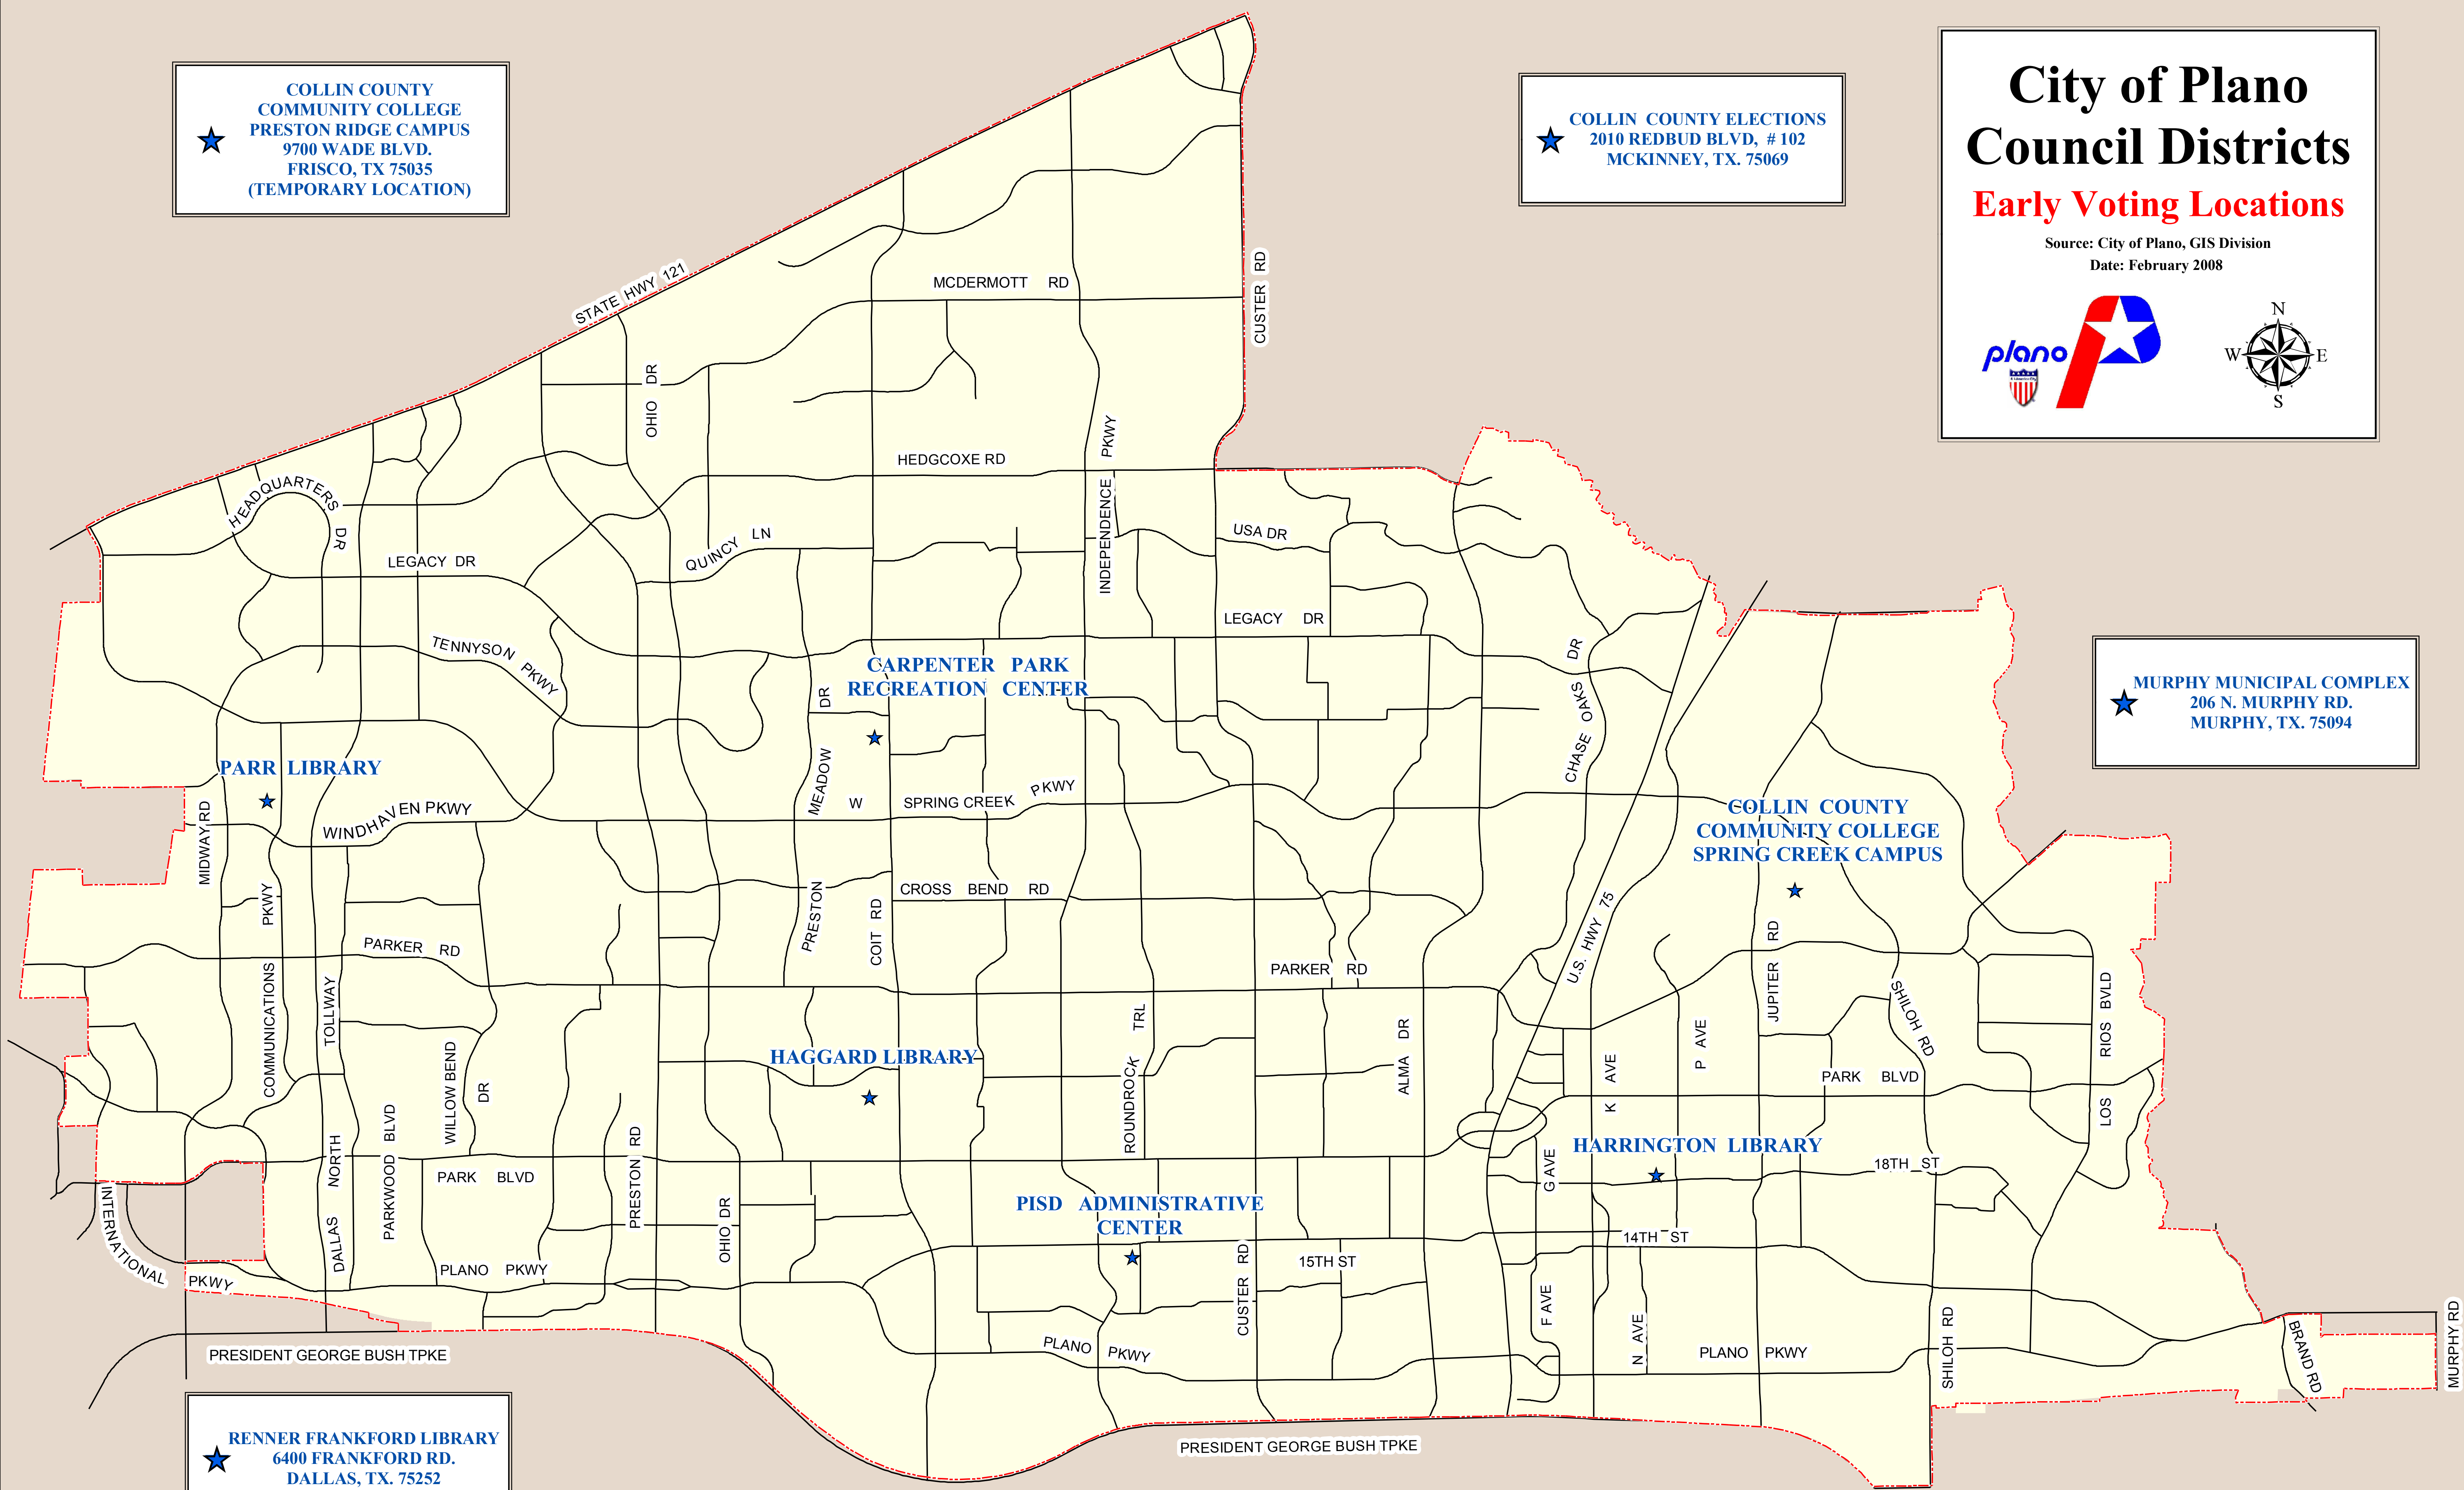 COLLIN COUNTY
COMMUNITY COLLEGE
PRESTON RIDGE CAMPUS
9700 WADE BLVD.
FRISCO, TX 75035
(TEMPORARY LOCATION)
COLLIN COUNTY ELECTIONS
2010 REDBUD BLVD, # 102
MCKINNEY, TX. 75069
City of Plano
Council Districts
Early Voting Locations
Source: City of Plano, GIS Division
Date: February 2008
plano
N
W
E
S
STATE HWY 121
MCDERMOTT RD
CUSTER RD
OHIO DR
HEDGCOXE RD
INDEPENDENCE PKWY
HEADQUARTERS DR
LEGACY DR
QUINCY LN
USA DR
LEGACY DR
TENNYSON PKWY
CARPENTER PARK
RECREATION CENTER
CHASE OAKS DR
MURPHY MUNICIPAL COMPLEX
206 N. MURPHY RD.
MURPHY, TX. 75094
PARR LIBRARY
PRESTON MEADOW DR
W SPRING CREEK PKWY
WINDHAVEN PKWY
MIDWAY RD
COLLIN COUNTY
COMMUNITY COLLEGE
SPRING CREEK CAMPUS
CROSS BEND RD
COIT RD
U.S. HWY 75
COMMUNICATIONS PKWY
PARKER RD
PARKER RD
JUPITER RD
SHILOH RD
LOS RIOS BVLD
DALLAS NORTH TOLLWAY
WILLOW BEND DR
HAGGARD LIBRARY
ROUNDROCK TRL
ALMA DR
K AVE
P AVE
PARK BLVD
PARKWOOD BLVD
PRESTON RD
HARRINGTON LIBRARY
G AVE
18TH ST
PARK BLVD
INTERNATIONAL PKWY
OHIO DR
PISD ADMINISTRATIVE
CENTER
14TH ST
15TH ST
CUSTER RD
PLANO PKWY
F AVE
N AVE
PLANO PKWY
PLANO PKWY
SHILOH RD
BRAND RD
MURPHY RD
PRESIDENT GEORGE BUSH TPKE
PRESIDENT GEORGE BUSH TPKE
RENNER FRANKFORD LIBRARY
6400 FRANKFORD RD.
DALLAS, TX. 75252